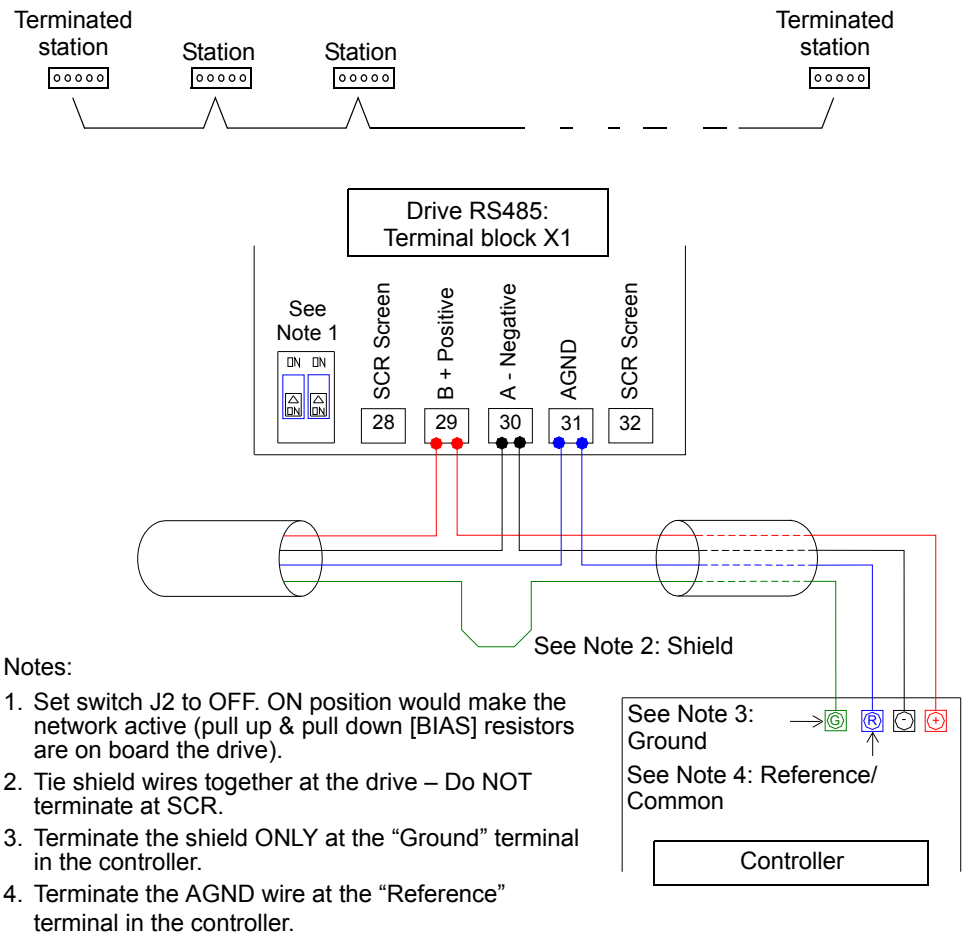 Terminated
station
Station
Station
Terminated
station
Drive RS485:
Terminal block X1
See
Note 1
ON ON
ON ON
SCR Screen
B + Positive
A - Negative
AGND
SCR Screen
28
29
30
31
32
See Note 2: Shield
Notes:
1. Set switch J2 to OFF. ON position would make the
network active (pull up & pull down [BIAS] resistors
are on board the drive).
2. Tie shield wires together at the drive – Do NOT
terminate at SCR.
3. Terminate the shield ONLY at the “Ground” terminal
in the controller.
4. Terminate the AGND wire at the “Reference”
terminal in the controller.
See Note 3:
Ground
G
R
-
+
See Note 4: Reference/
Common
Controller